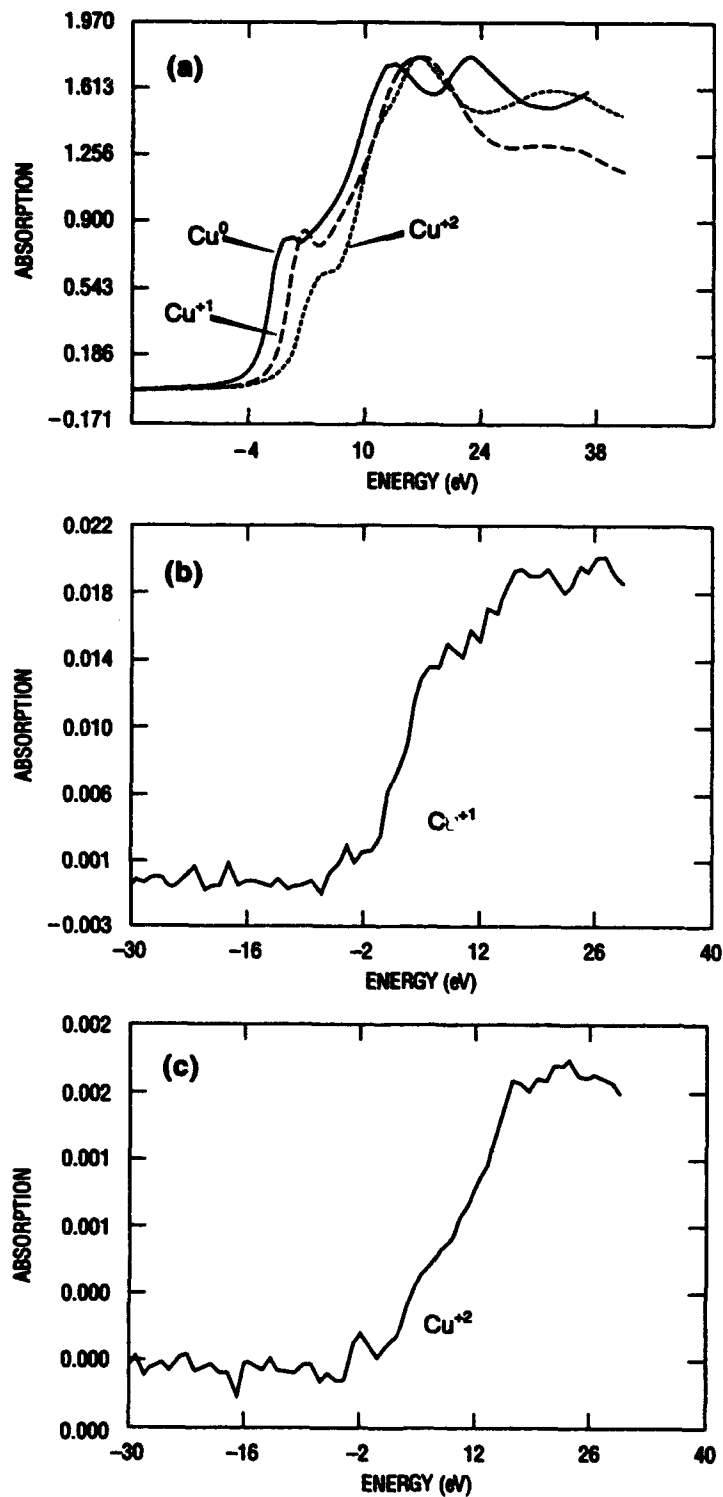 (a)
1.970
1.613
1.256
0.900
0.543
0.186
−0.171
ABSORPTION
Cu0
Cu+1
Cu+2
−4 10 24 38
ENERGY (eV)
(b)
0.022
0.018
0.014
0.010
0.006
0.001
−0.003
ABSORPTION
−30 −16 −2 12 26 40
ENERGY (eV)
(c)
0.002
0.002
0.001
0.001
0.000
0.000
0.000
ABSORPTION
Cu+2
−30 −16 −2 12 26 40
ENERGY (eV)